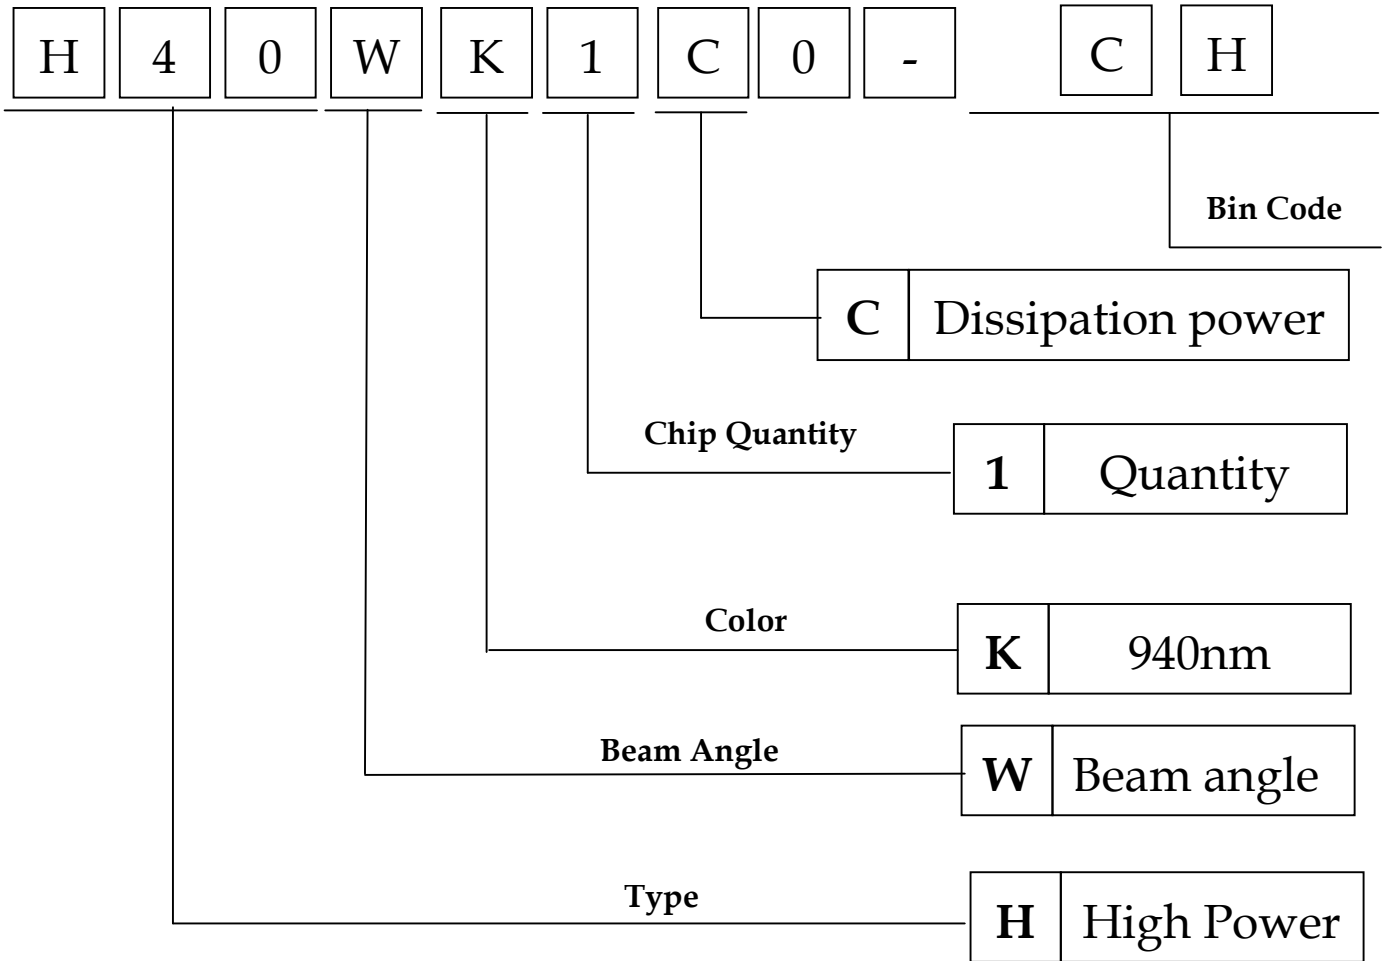 H 4 0 W K 1 C 0 - C H
Bin Code
C Dissipation power
Chip Quantity
1 Quantity
Color
K 940nm
Beam Angle
W Beam angle
Type
H High Power